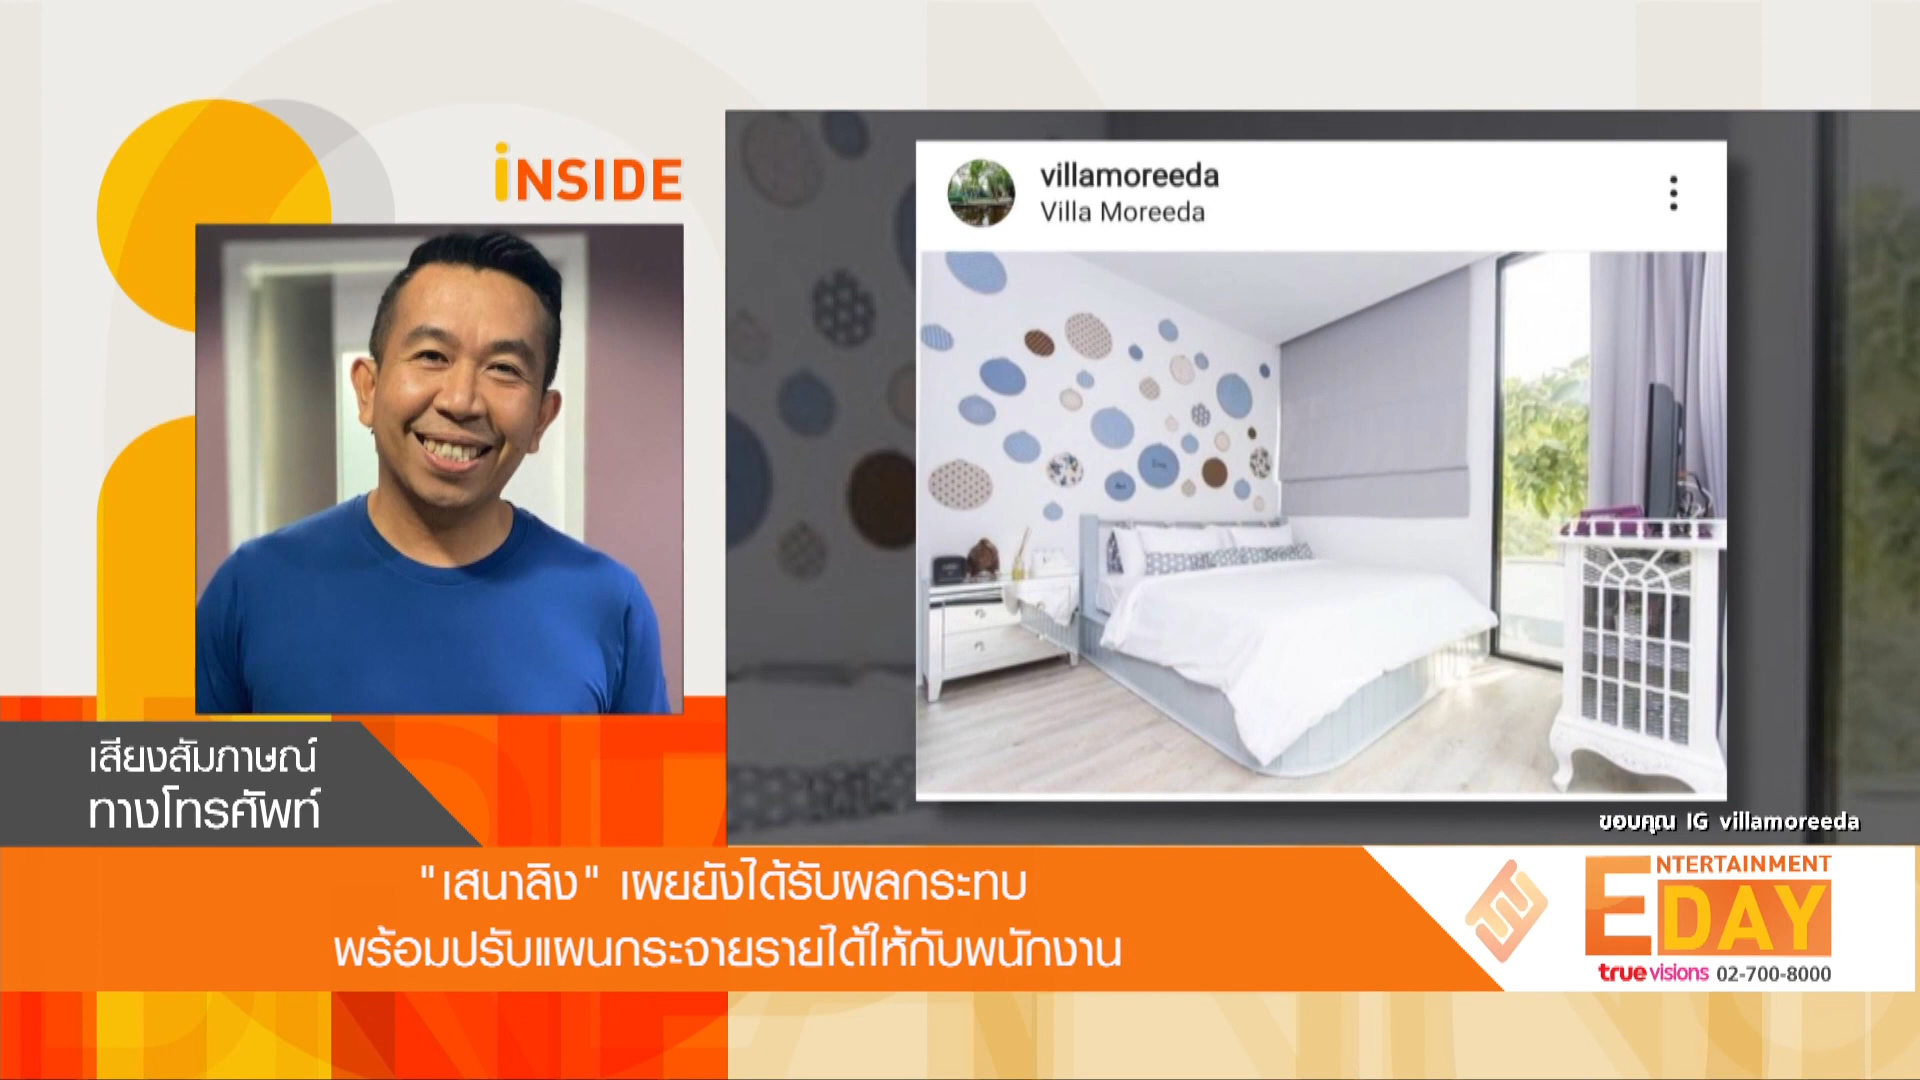 iNSIDE
villamoreeda
Villa Moreeda
เสียงสัมภาษณ์
ทางโทรศัพท์
ขอบคุณ IG villamoreeda
"เสนาลิง" เผยยังได้รับผลกระทบ
พร้อมปรับแผนกระจายรายได้ให้กับพนักงาน
ENTERTAINMENT
DAY
truevisions 02-700-8000